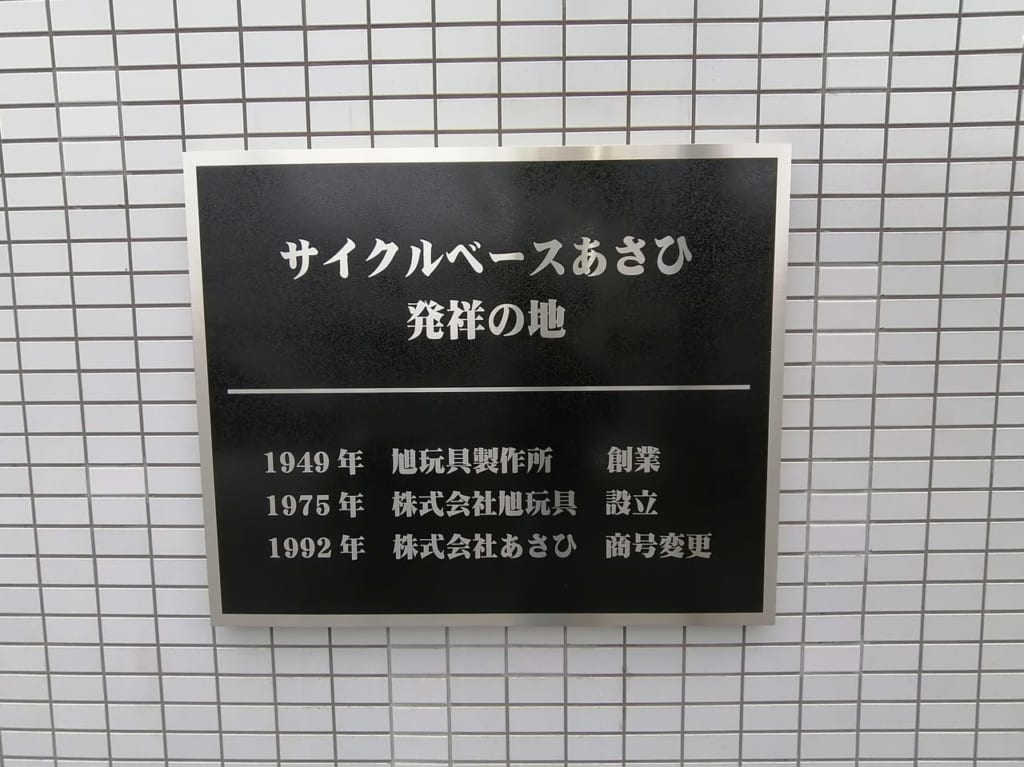 サイクルベースあさひ
発祥の地
1949年 旭玩具製作所 創業
1975年 株式会社旭玩具 設立
1992年 株式会社あさひ 商号変更